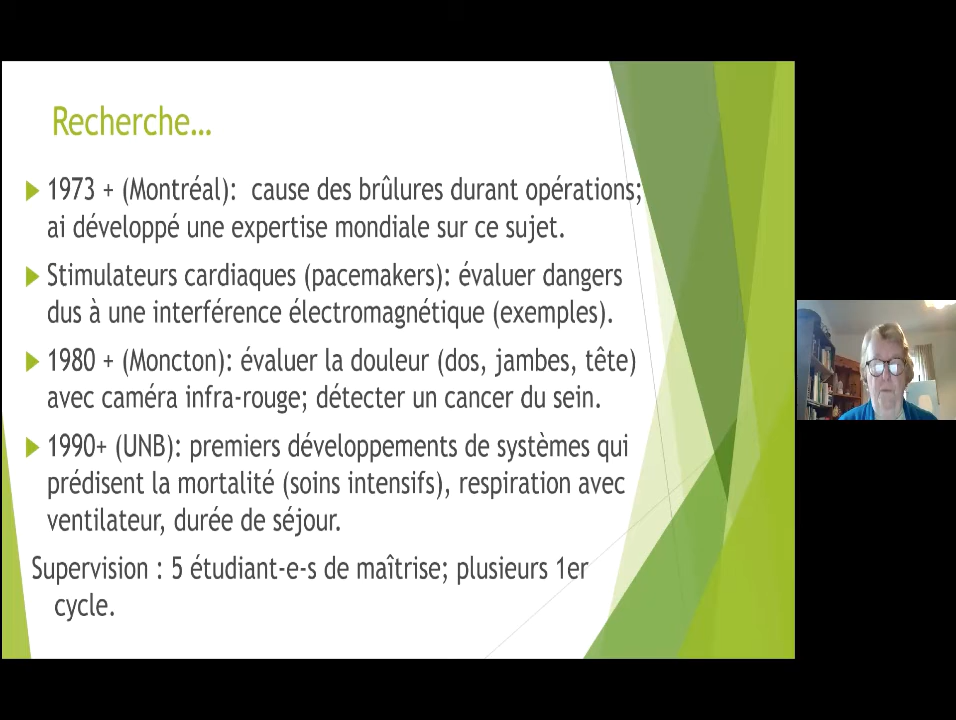 Recherche...
1973 + (Montréal): cause des brûlures durant opérations;
ai développé une expertise mondiale sur ce sujet.
Stimulateurs cardiaques (pacemakers): évaluer dangers
dus à une interférence électromagnétique (exemples).
1980 + (Moncton): évaluer la douleur (dos, jambes, tête)
avec caméra infra-rouge; détecter un cancer du sein.
1990+ (UNB): premiers développements de systèmes qui
prédisent la mortalité (soins intensifs), respiration avec
ventilateur, durée de séjour.
Supervision : 5 étudiant-e-s de maîtrise; plusieurs 1er
cycle.